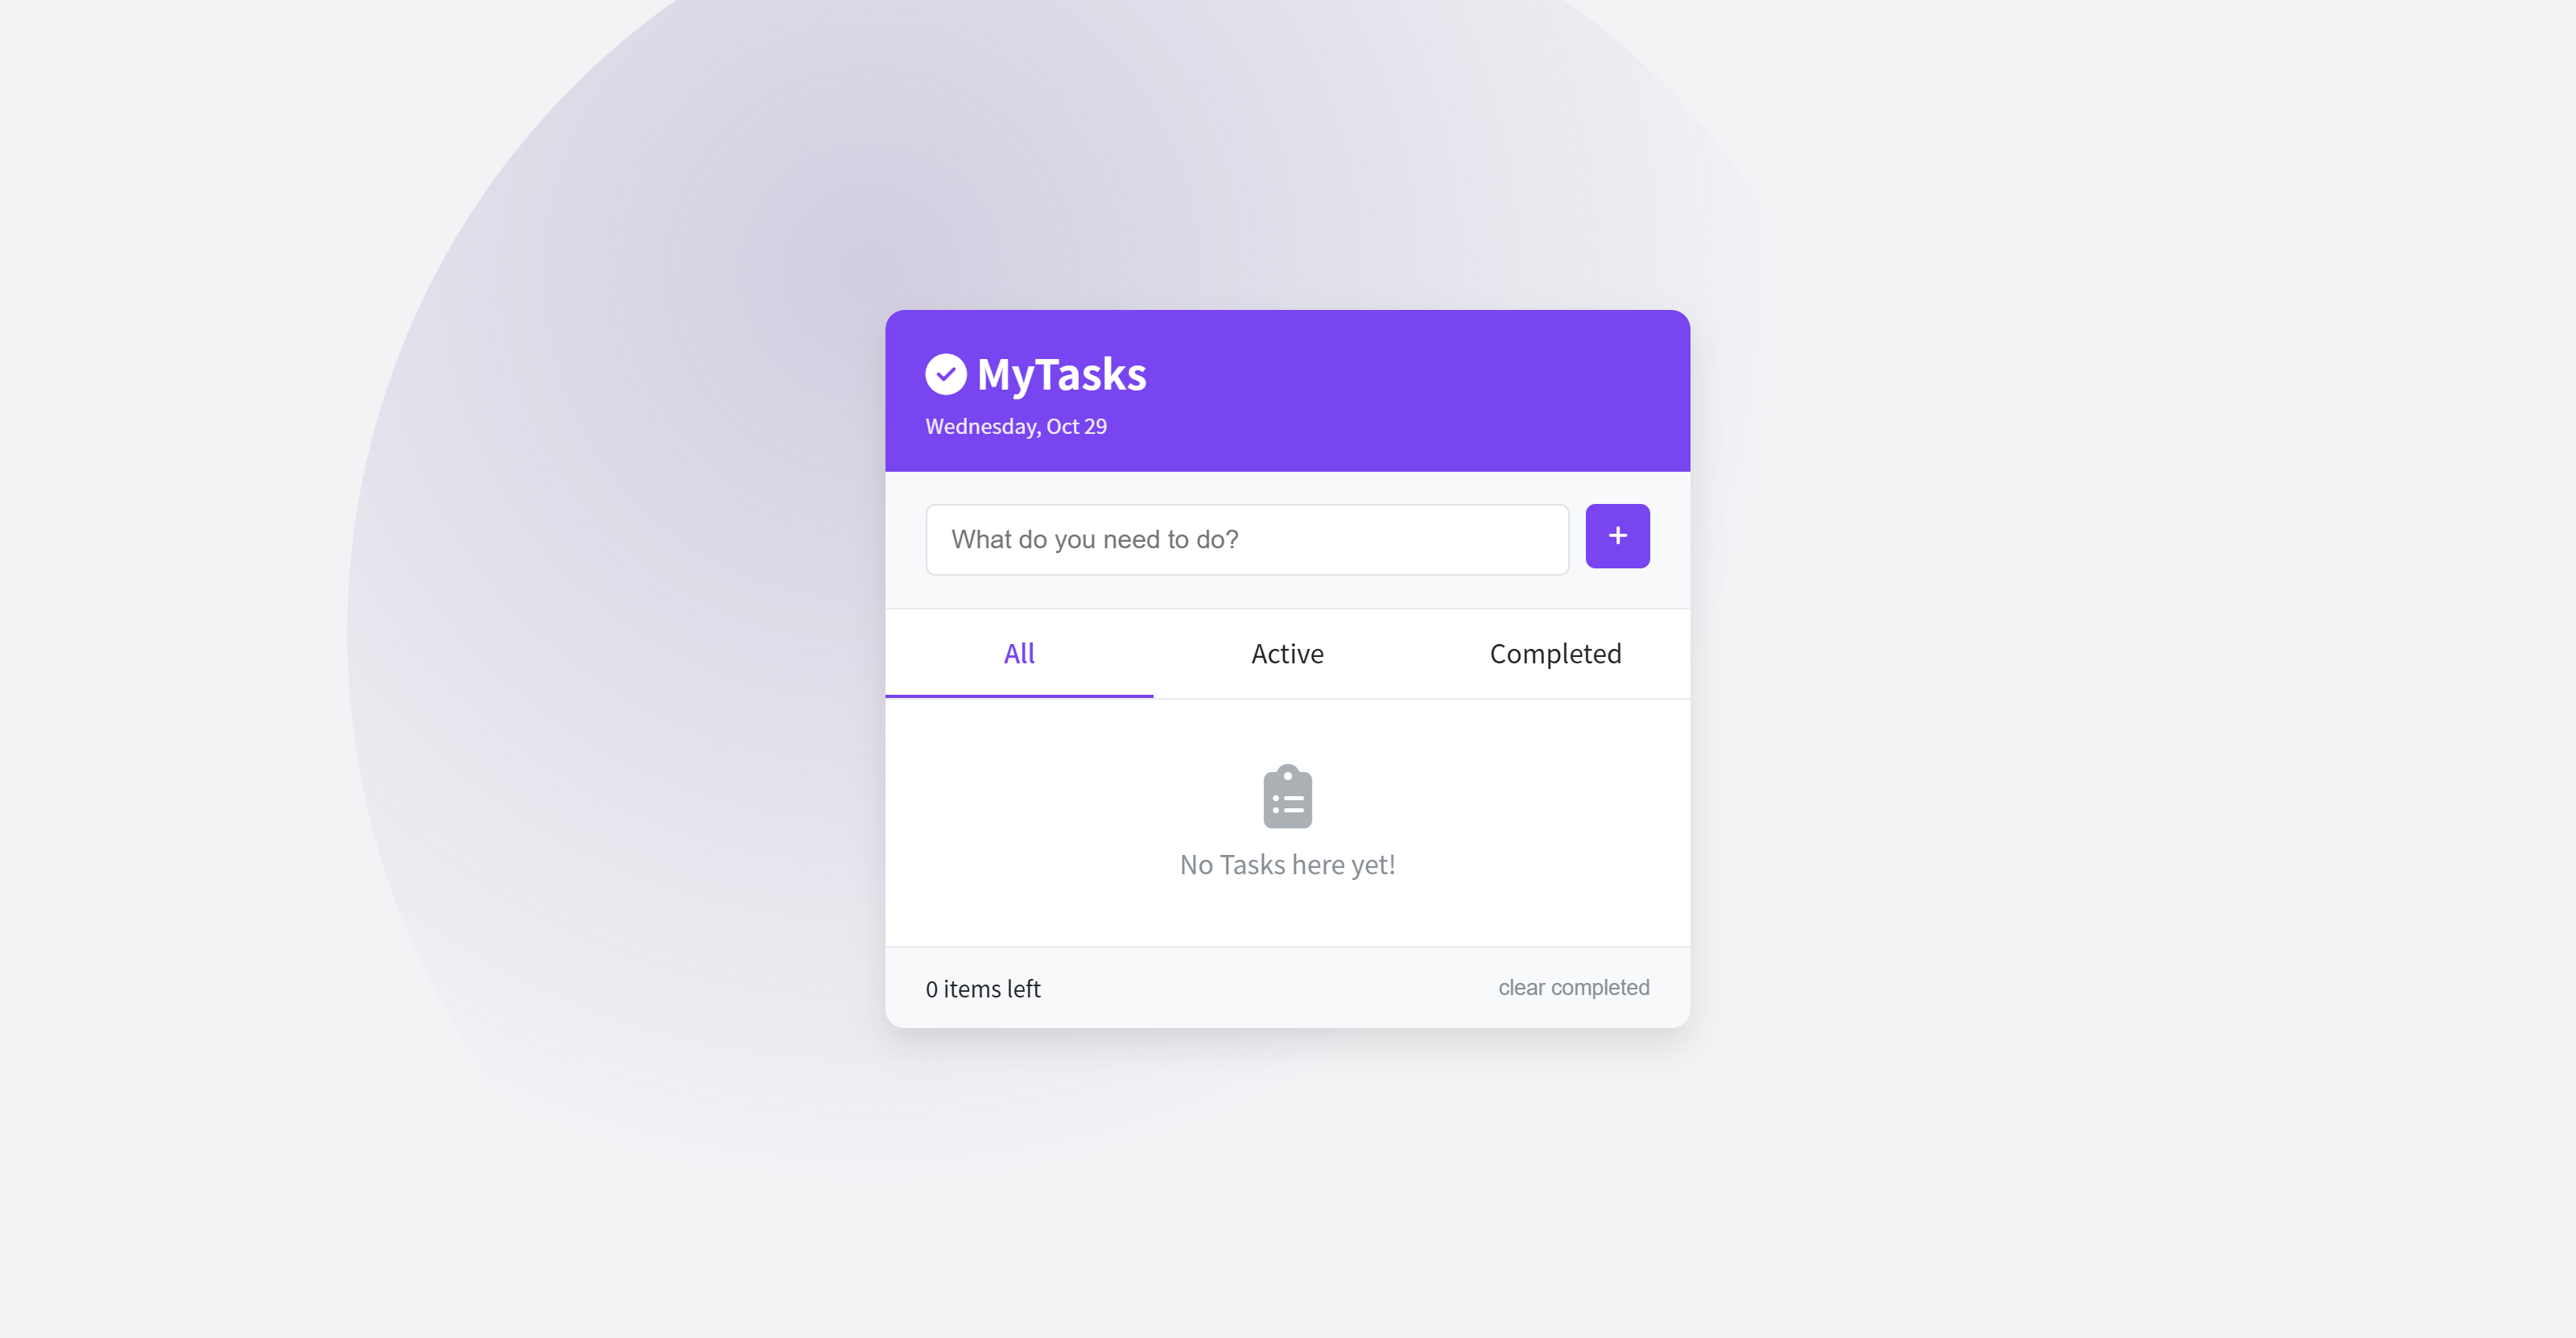 MyTasks
Wednesday, Oct 29
What do you need to do?
+
All
Active
Completed
No Tasks here yet!
0 items left
clear completed